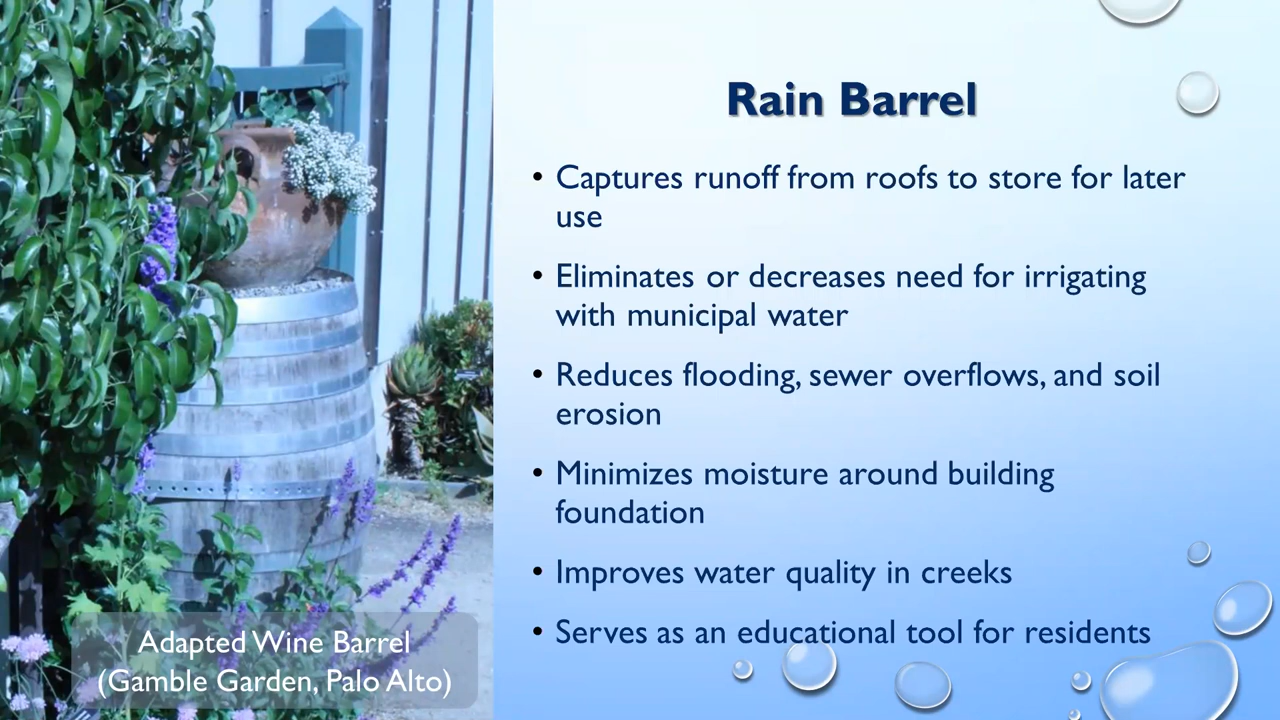 Rain Barrel
• Captures runoff from roofs to store for later
use
• Eliminates or decreases need for irrigating
with municipal water
• Reduces flooding, sewer overflows, and soil
erosion
• Minimizes moisture around building
foundation
• Improves water quality in creeks
• Serves as an educational tool for residents
Adapted Wine Barrel
(Gamble Garden, Palo Alto)